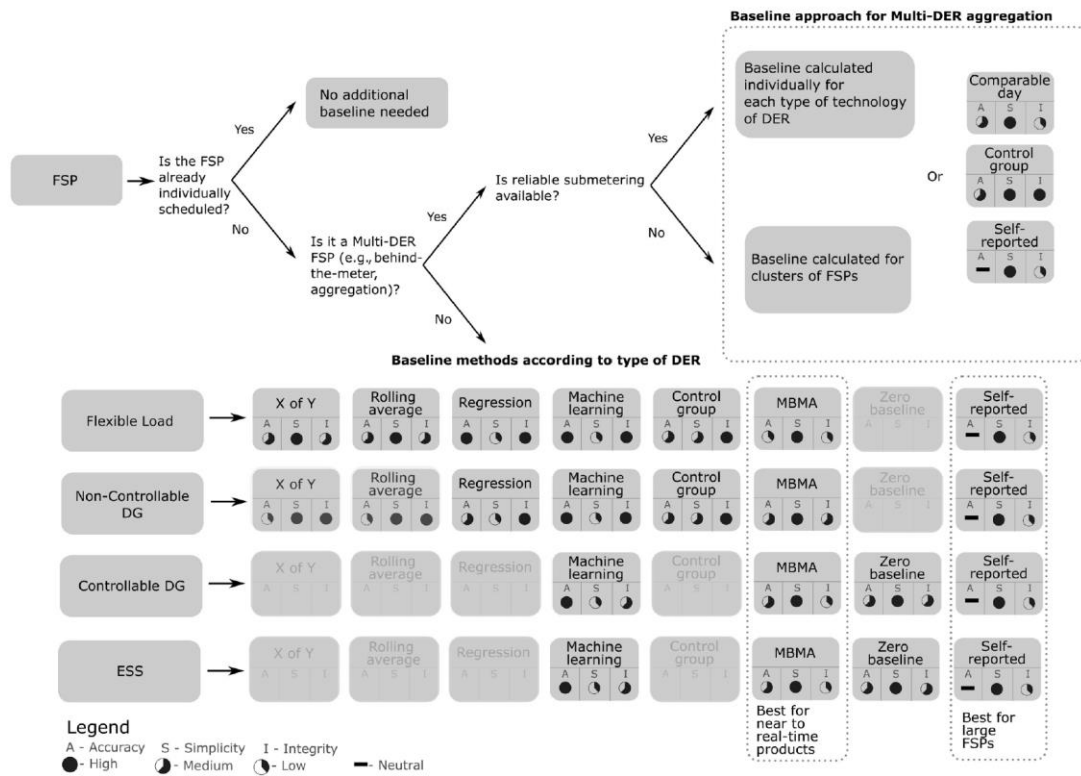 Baseline approach for Multi-DER aggregation
No additional
baseline needed
Yes
FSP
Is the FSP
already
individually
scheduled?
No
Is it a Multi-DER
FSP (e.g., behind-
the-meter,
aggregation)?
Yes
No
Is reliable submetering
available?
Yes
No
Baseline calculated
individually for
each type of technology
of DER
Or
Baseline calculated for
clusters of FSPs
Comparable
day
A S I
Control
group
A S I
Self-
reported
A S I
Baseline methods according to type of DER
Flexible Load
X of Y
A S I
Rolling
average
A S I
Regression
A S I
Machine
learning
A S I
Control
group
A S I
MBMA
A S I
Zero
baseline
A S I
Self-
reported
A S I
Non-Controllable
DG
X of Y
A S I
Rolling
average
A S I
Regression
A S I
Machine
learning
A S I
Control
group
A S I
MBMA
A S I
Zero
baseline
A S I
Self-
reported
A S I
Controllable DG
X of Y
A S I
Rolling
average
A S I
Regression
A S I
Machine
learning
A S I
Control
group
A S I
MBMA
A S I
Zero
baseline
A S I
Self-
reported
A S I
ESS
X of Y
A S I
Rolling
average
A S I
Regression
A S I
Machine
learning
A S I
Control
group
A S I
MBMA
A S I
Zero
baseline
A S I
Self-
reported
A S I
Best for
near to
real-time
products
Best for
large
FSPs
Legend
A - Accuracy S - Simplicity I - Integrity
- High - Medium - Low - Neutral